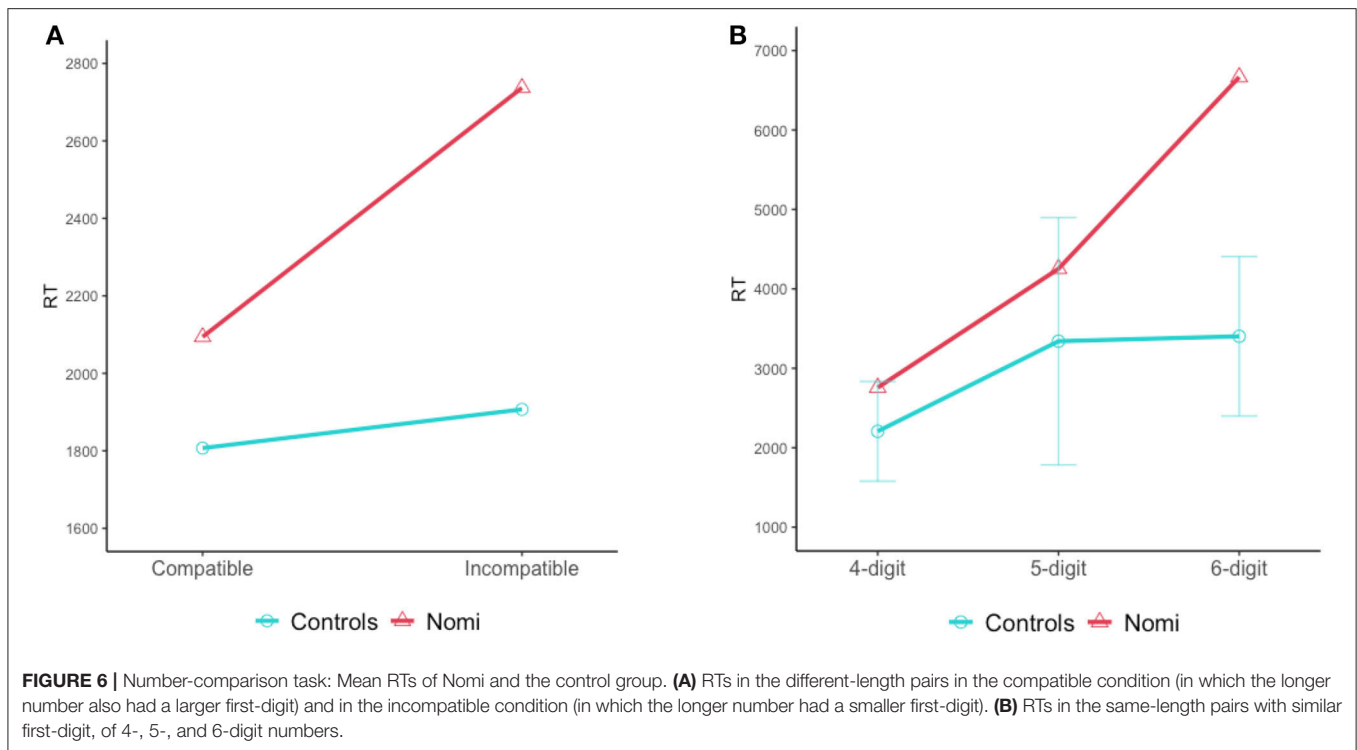 A
2800
2600
2400
2200
2000
1800
1600
RT
Compatible Incompatible
Controls Nomi
B
7000
6000
5000
4000
3000
2000
1000
RT
4-digit 5-digit 6-digit
Controls Nomi
FIGURE 6 | Number-comparison task: Mean RTs of Nomi and the control group. (A) RTs in the different-length pairs in the compatible condition (in which the longer
number also had a larger first-digit) and in the incompatible condition (in which the longer number had a smaller first-digit). (B) RTs in the same-length pairs with similar
first-digit, of 4-, 5-, and 6-digit numbers.